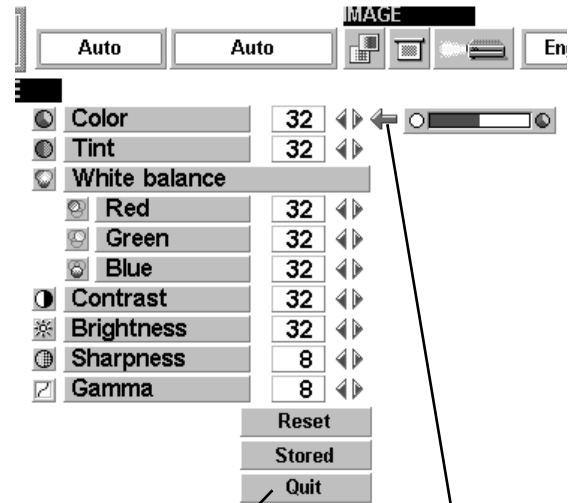 IMAGE
Auto Auto
Color 32
Tint 32
White balance
Red 32
Green 32
Blue 32
Contrast 32
Brightness 32
Sharpness 8
Gamma 8
Reset
Stored
Quit